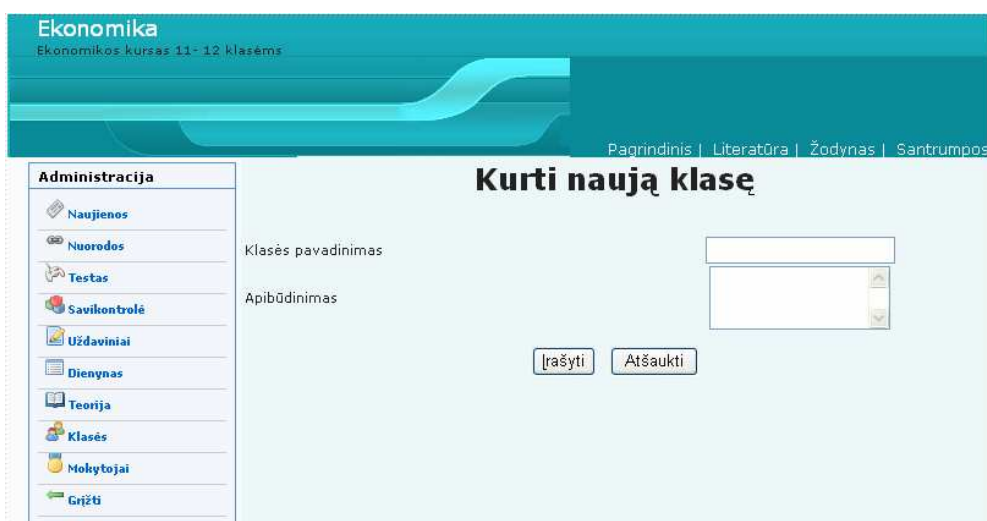 Ekonomika
Ekonomikos kursas 11- 12 klasėms
Pagrindinis | Literatūra | Žodynas | Santrumpos
Administracija
Naujienos
Nuorodos
Testas
Savikontrolė
Uždaviniai
Dienynas
Teorija
Klasės
Mokytojai
Grįžti
Kurti naują klasę
Klasės pavadinimas
Apibūdinimas
Įrašyti Atšaukti